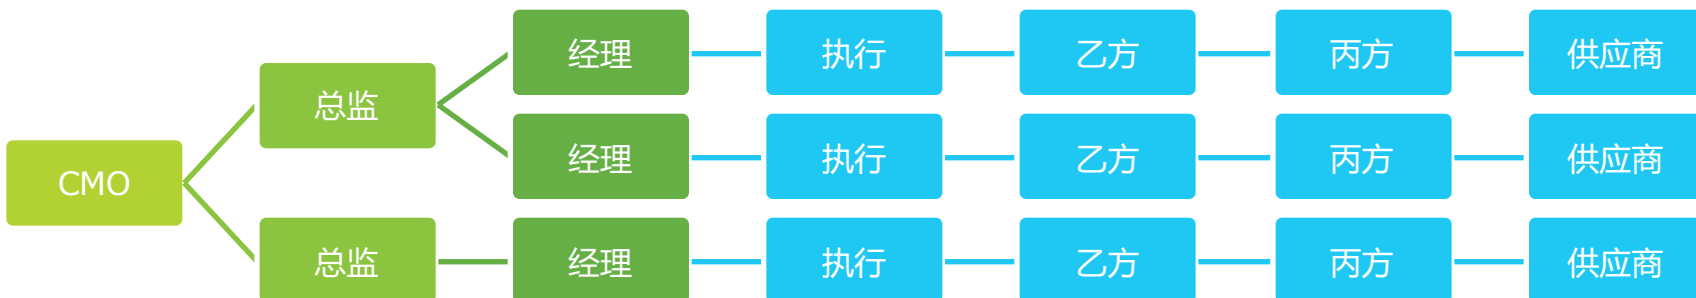 经理 执行 乙方 丙方 供应商
总监
经理 执行 乙方 丙方 供应商
CMO
总监 经理 执行 乙方 丙方 供应商